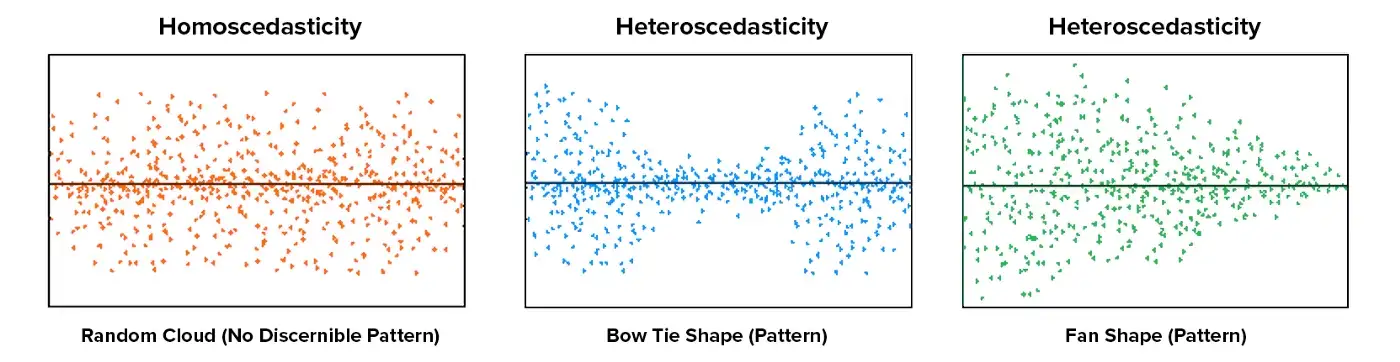 Homoscedasticity
Heteroscedasticity
Heteroscedasticity
Random Cloud (No Discernible Pattern)
Bow Tie Shape (Pattern)
Fan Shape (Pattern)